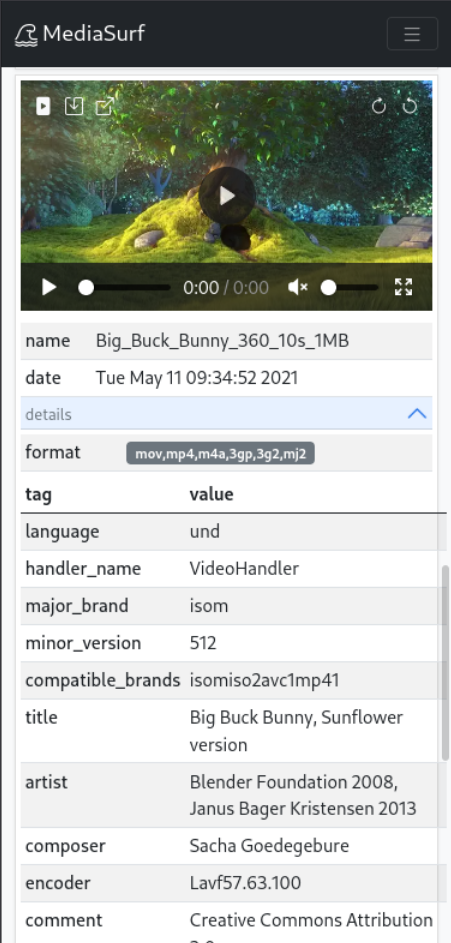 MediaSurf
0:00 / 0:00
name Big_Buck_Bunny_360_10s_1MB
date Tue May 11 09:34:52 2021
details
format mov,mp4,m4a,3gp,3g2,mj2
tag value
language und
handler_name VideoHandler
major_brand isom
minor_version 512
compatible_brands isomiso2avc1mp41
title Big Buck Bunny, Sunflower
version
artist Blender Foundation 2008,
Janus Bager Kristensen 2013
composer Sacha Goedegebure
encoder Lavf57.63.100
comment Creative Commons Attribution